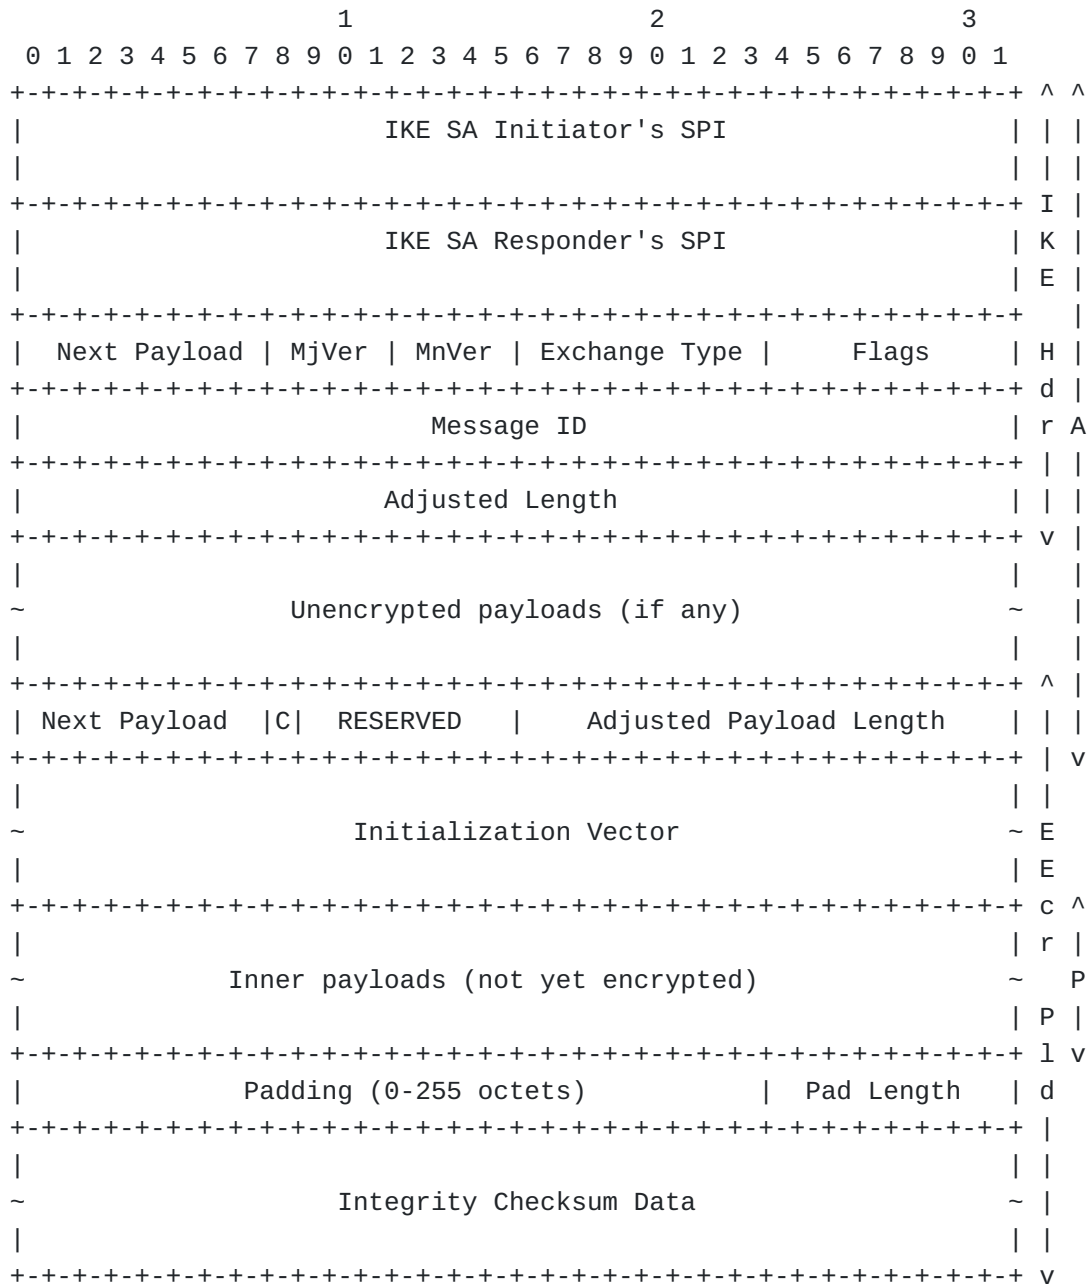 1                   2                   3
 0 1 2 3 4 5 6 7 8 9 0 1 2 3 4 5 6 7 8 9 0 1 2 3 4 5 6 7 8 9 0 1
+-+-+-+-+-+-+-+-+-+-+-+-+-+-+-+-+-+-+-+-+-+-+-+-+-+-+-+-+-+-+-+-+ ^ ^
|                       IKE SA Initiator's SPI                  | | |
|                                                               | | |
+-+-+-+-+-+-+-+-+-+-+-+-+-+-+-+-+-+-+-+-+-+-+-+-+-+-+-+-+-+-+-+-+ I |
|                       IKE SA Responder's SPI                  | K |
|                                                               | E |
+-+-+-+-+-+-+-+-+-+-+-+-+-+-+-+-+-+-+-+-+-+-+-+-+-+-+-+-+-+-+-+-+   |
|  Next Payload | MjVer | MnVer | Exchange Type |     Flags     | H |
+-+-+-+-+-+-+-+-+-+-+-+-+-+-+-+-+-+-+-+-+-+-+-+-+-+-+-+-+-+-+-+-+ d |
|                          Message ID                           | r A
+-+-+-+-+-+-+-+-+-+-+-+-+-+-+-+-+-+-+-+-+-+-+-+-+-+-+-+-+-+-+-+-+ | |
|                       Adjusted Length                         | | |
+-+-+-+-+-+-+-+-+-+-+-+-+-+-+-+-+-+-+-+-+-+-+-+-+-+-+-+-+-+-+-+-+ v |
|                                                               |   |
~                 Unencrypted payloads (if any)                 ~   |
|                                                               |   |
+-+-+-+-+-+-+-+-+-+-+-+-+-+-+-+-+-+-+-+-+-+-+-+-+-+-+-+-+-+-+-+-+ ^ |
| Next Payload  |C|  RESERVED   |    Adjusted Payload Length    | | |
+-+-+-+-+-+-+-+-+-+-+-+-+-+-+-+-+-+-+-+-+-+-+-+-+-+-+-+-+-+-+-+-+ | v
|                                                               | |
~                     Initialization Vector                     ~ E
|                                                               | E
+-+-+-+-+-+-+-+-+-+-+-+-+-+-+-+-+-+-+-+-+-+-+-+-+-+-+-+-+-+-+-+-+ c ^
|                                                               | r |
~             Inner payloads (not yet encrypted)                ~   P
|                                                               | P |
+-+-+-+-+-+-+-+-+-+-+-+-+-+-+-+-+-+-+-+-+-+-+-+-+-+-+-+-+-+-+-+-+ l v
|              Padding (0-255 octets)           |  Pad Length   | d
+-+-+-+-+-+-+-+-+-+-+-+-+-+-+-+-+-+-+-+-+-+-+-+-+-+-+-+-+-+-+-+-+ |
|                                                               | |
~                    Integrity Checksum Data                    ~ |
|                                                               | |
+-+-+-+-+-+-+-+-+-+-+-+-+-+-+-+-+-+-+-+-+-+-+-+-+-+-+-+-+-+-+-+-+ v